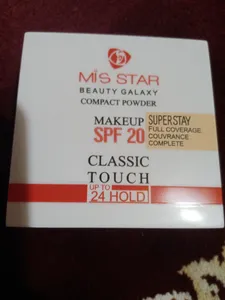 MiS STAR
BEAUTY GALAXY
COMPACT POWDER
MAKEUP
SPF 20
SUPERSTAY
FULL COVERAGE
COUVRANCE
COMPLETE
CLASSIC
TOUCH
UP TO
24 HOLD